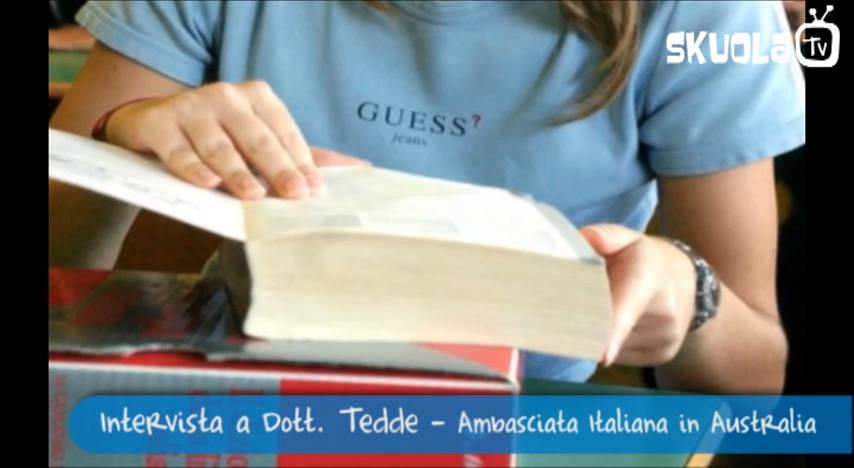 SKUOLA TV
GUESS?
jeans
Intervista a Dott. Tedde - Ambasciata Italiana in Australia